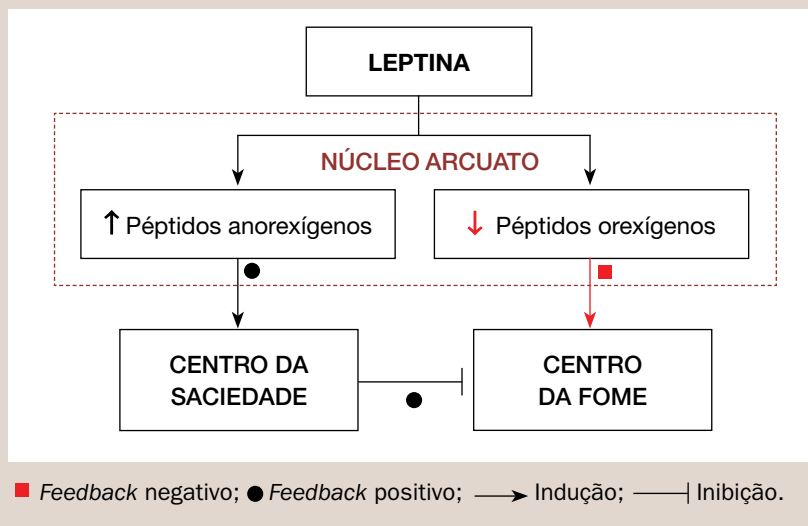 LEPTINA
NÚCLEO ARCUATO
↑ Péptidos anorexígenos
↓ Péptidos orexígenos
CENTRO DA
SACIEDADE
CENTRO
DA FOME
Feedback negativo; Feedback positivo; Indução; Inibição.